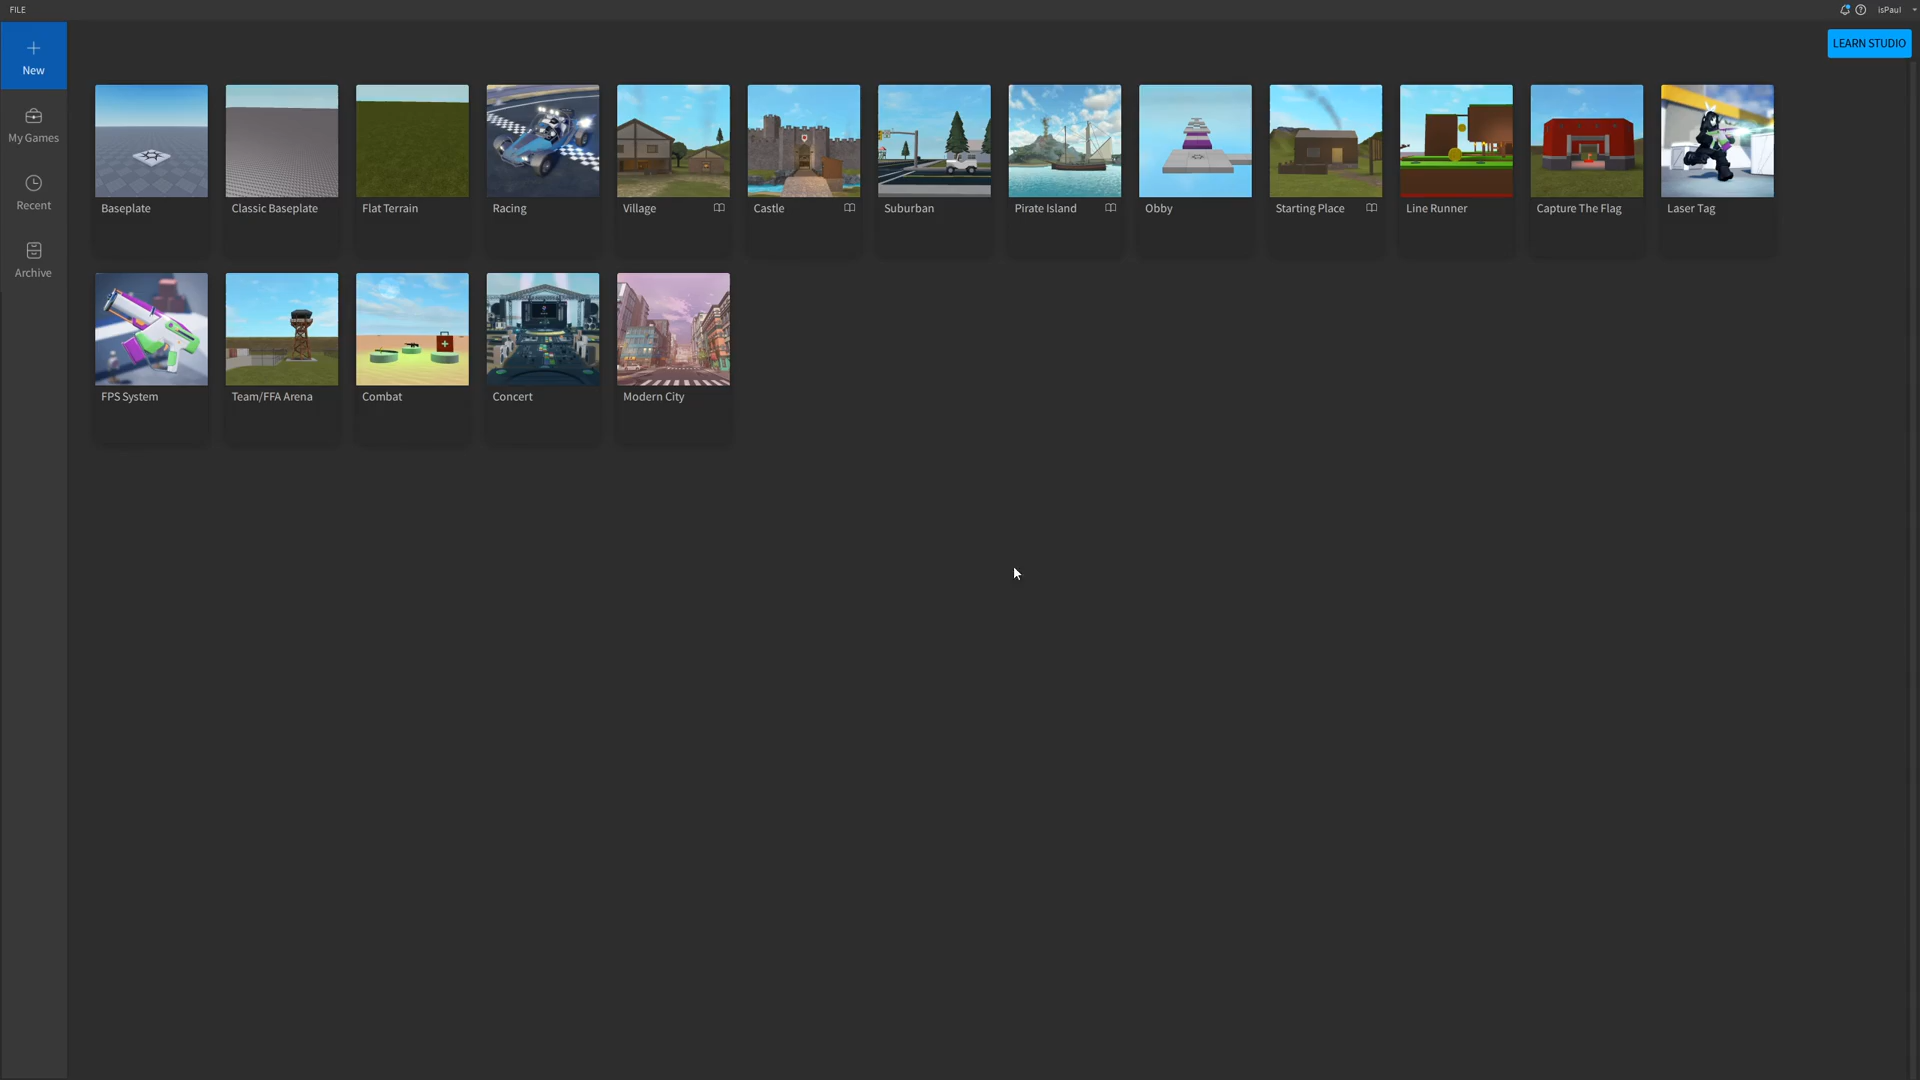 FILE
isPaul
LEARN STUDIO
New
My Games
Recent
Archive
Baseplate
Classic Baseplate
Flat Terrain
Racing
Village
Castle
Suburban
Pirate Island
Obby
Starting Place
Line Runner
Capture The Flag
Laser Tag
FPS System
Team/FFA Arena
Combat
Concert
Modern City